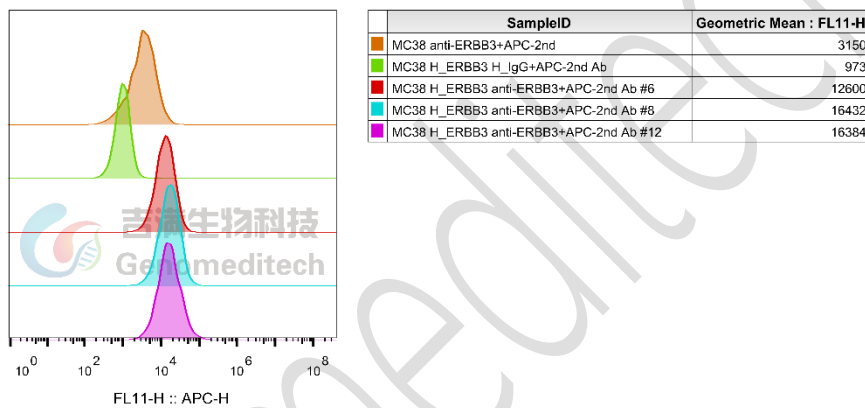 SampleID Geometric Mean : FL11-H
MC38 anti-ERBB3+APC-2nd 3150
MC38 H_ERBB3 H_IgG+APC-2nd Ab 973
MC38 H_ERBB3 anti-ERBB3+APC-2nd Ab #6 12600
MC38 H_ERBB3 anti-ERBB3+APC-2nd Ab #8 16432
MC38 H_ERBB3 anti-ERBB3+APC-2nd Ab #12 16384
吉满生物科技
Genomeditech
10^0 10^2 10^4 10^6 10^8
FL11-H :: APC-H